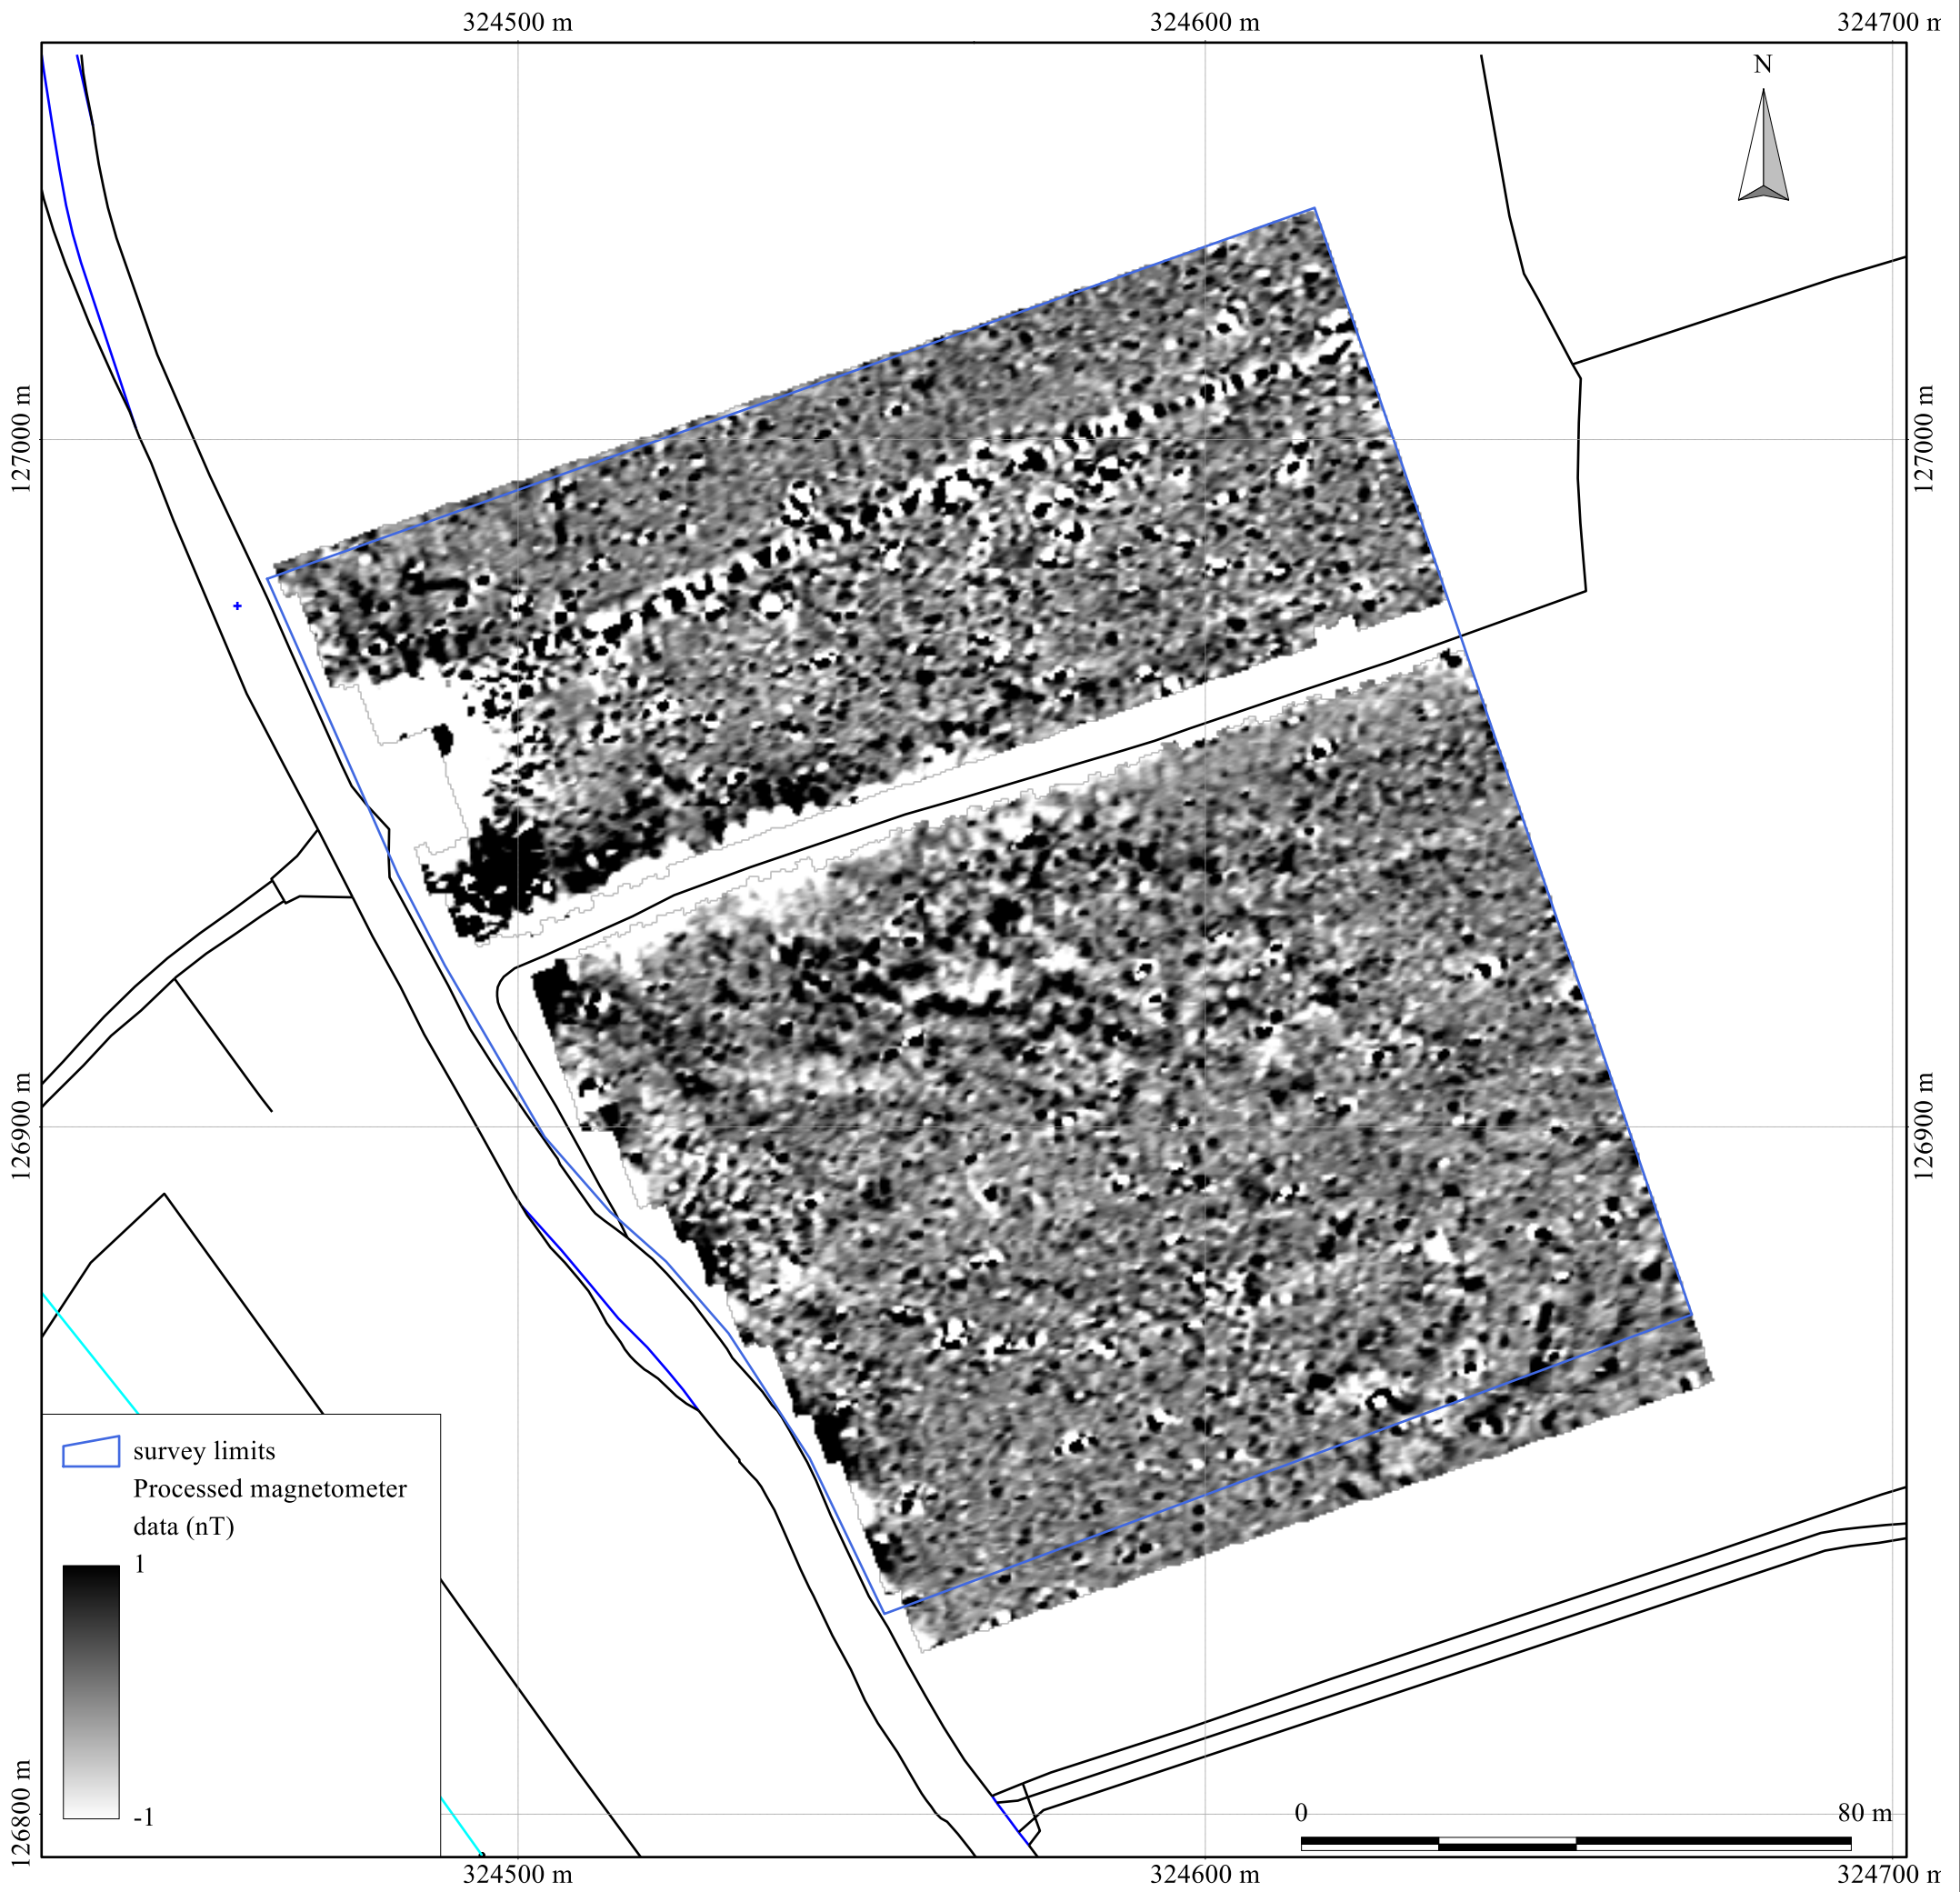 324500 m
324600 m
324700 m
N
127000 m
127000 m
126900 m
126900 m
survey limits
Processed magnetometer
data (nT)
1
-1
126800 m
0
80 m
324500 m
324600 m
324700 m